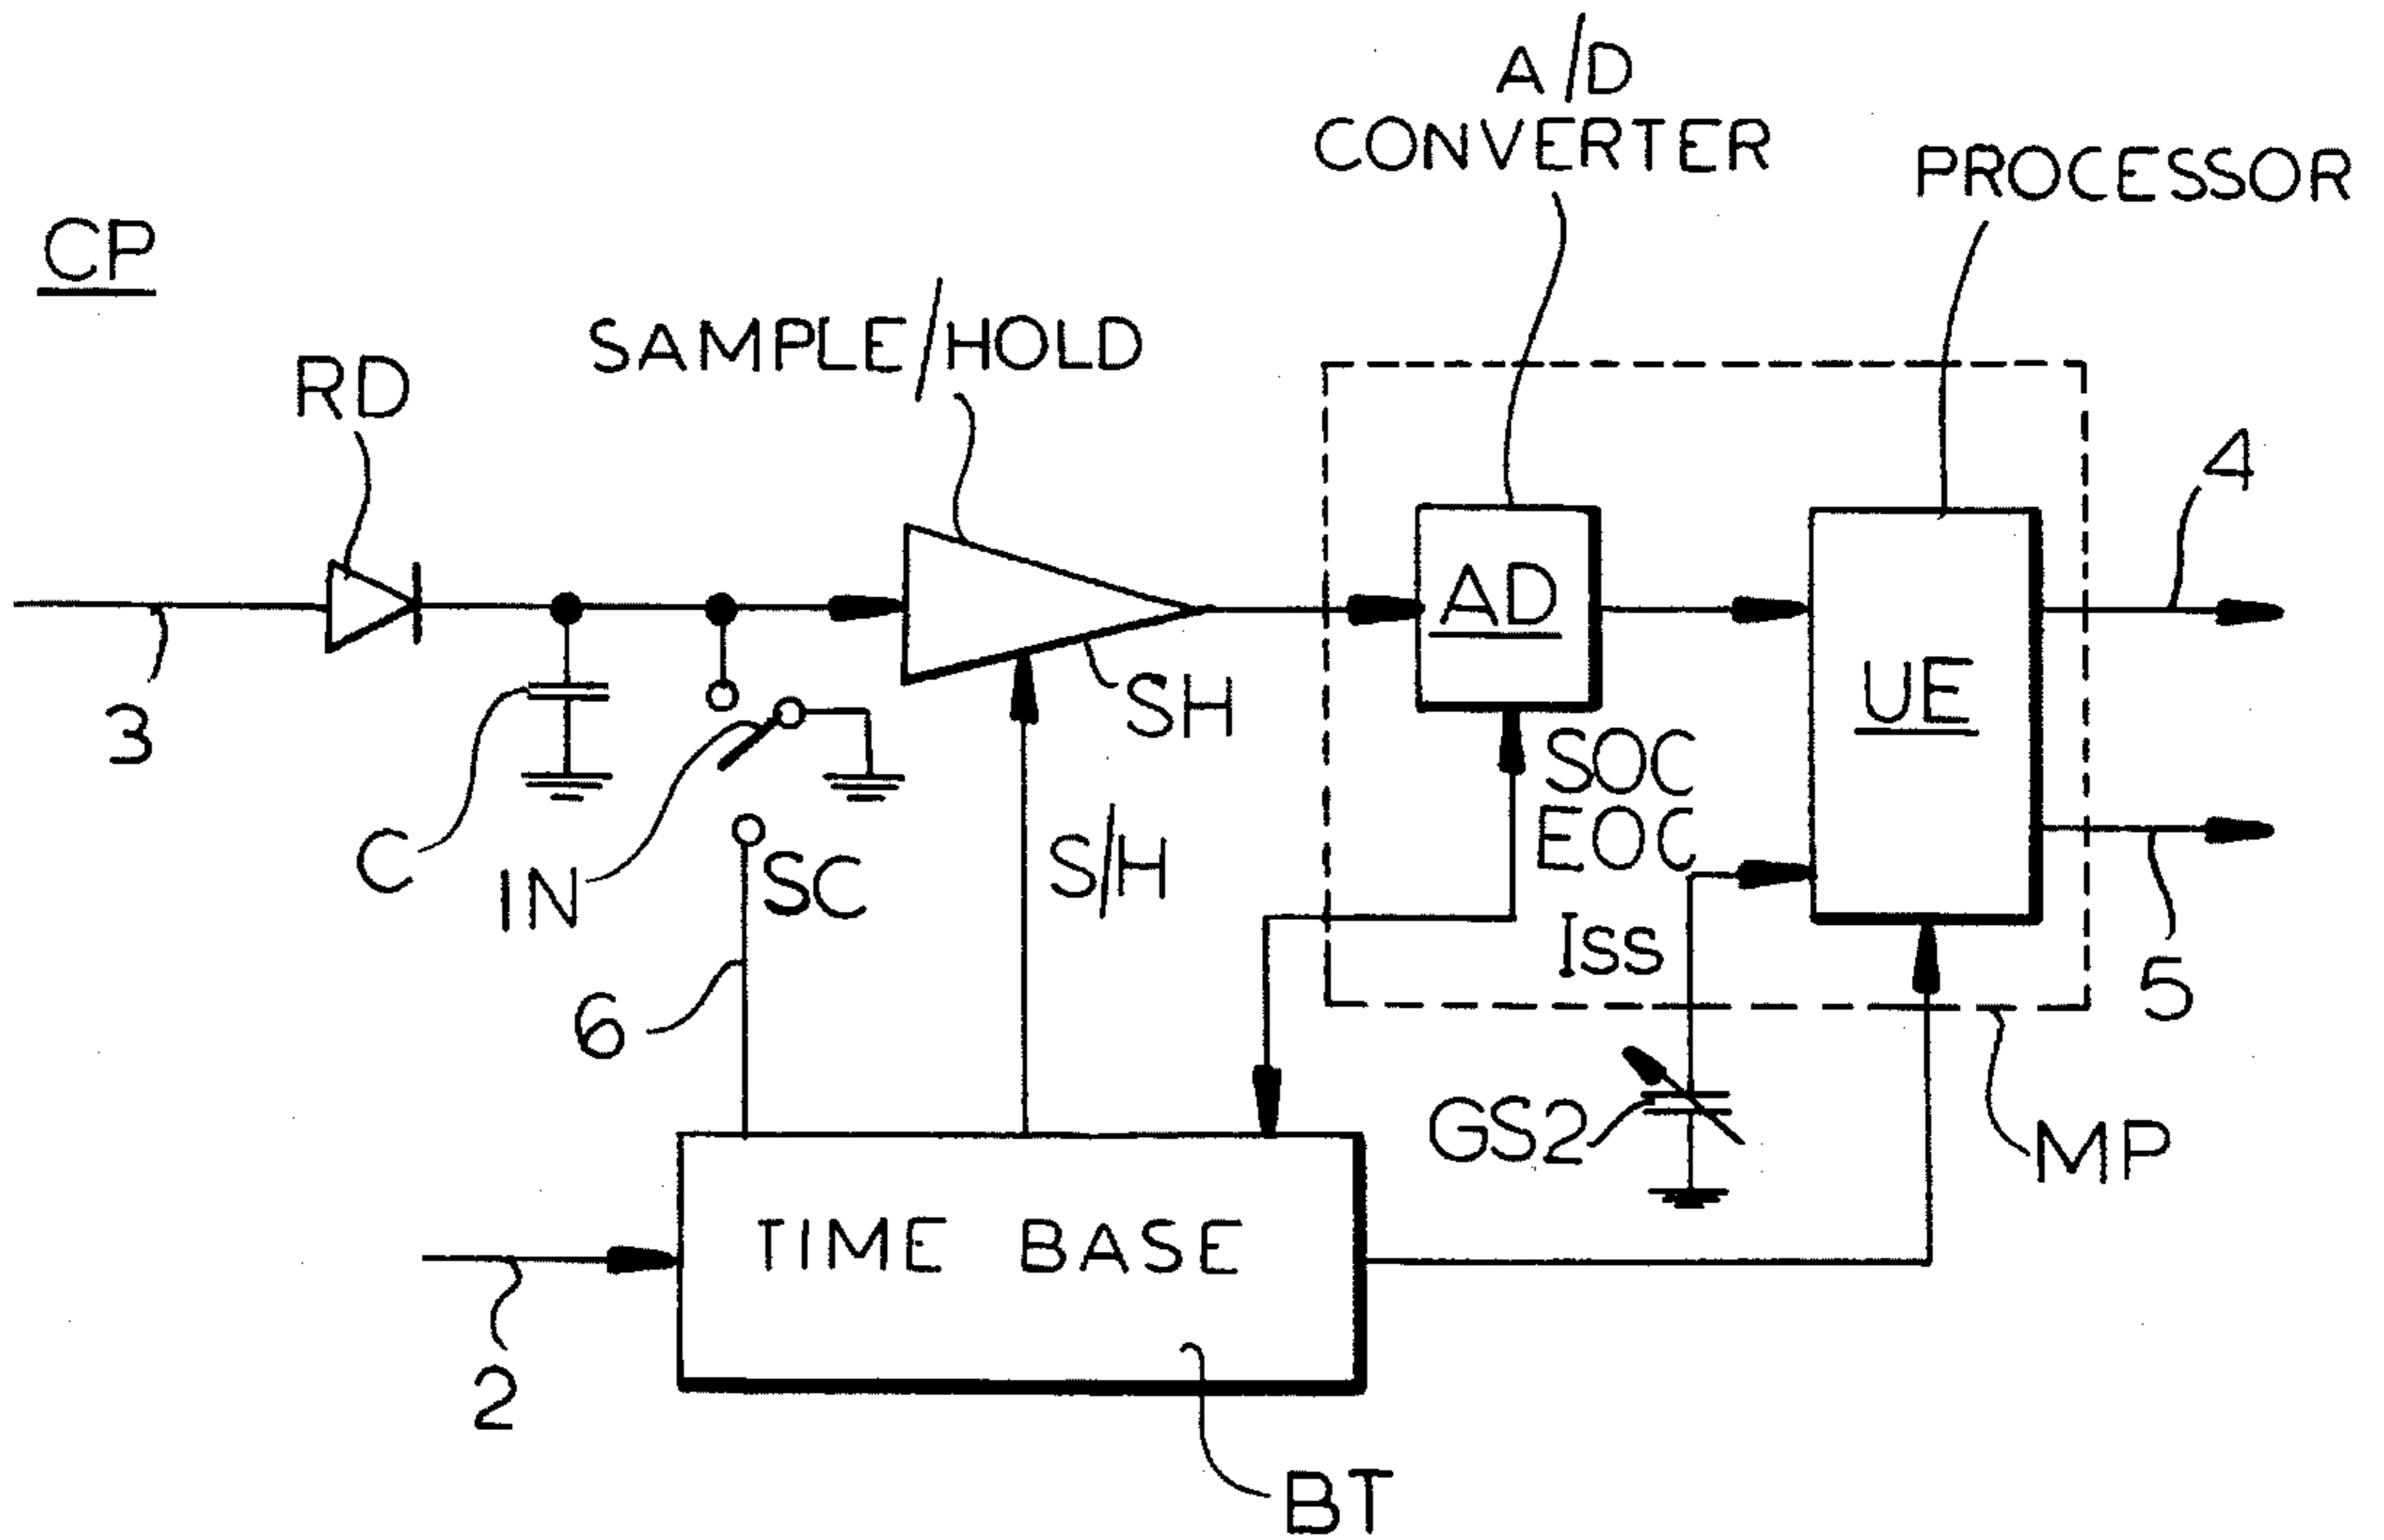 A/D
CONVERTER
PROCESSOR
CP
SAMPLE/HOLD
RD
4
AD
UE
SH
3
SOC
EOC
C
IN
SC
S/H
ISS
5
6
GS2
MP
TIME BASE
2
BT